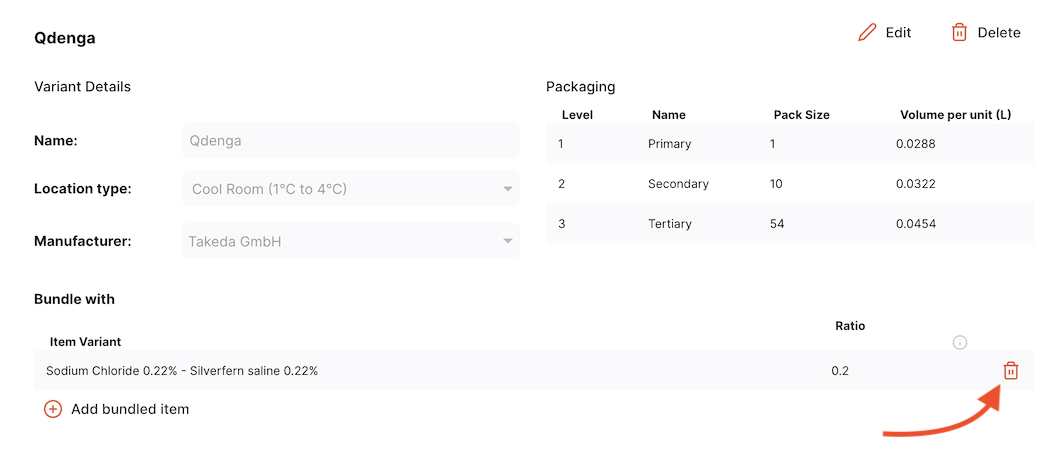 Qdenga
Edit
Delete
Variant Details
Name:
Qdenga
Location type:
Cool Room (1°C to 4°C)
Manufacturer:
Takeda GmbH
Packaging
Level Name Pack Size Volume per unit (L)
1 Primary 1 0.0288
2 Secondary 10 0.0322
3 Tertiary 54 0.0454
Bundle with
Item Variant Ratio
Sodium Chloride 0.22% - Silverfern saline 0.22% 0.2
Add bundled item